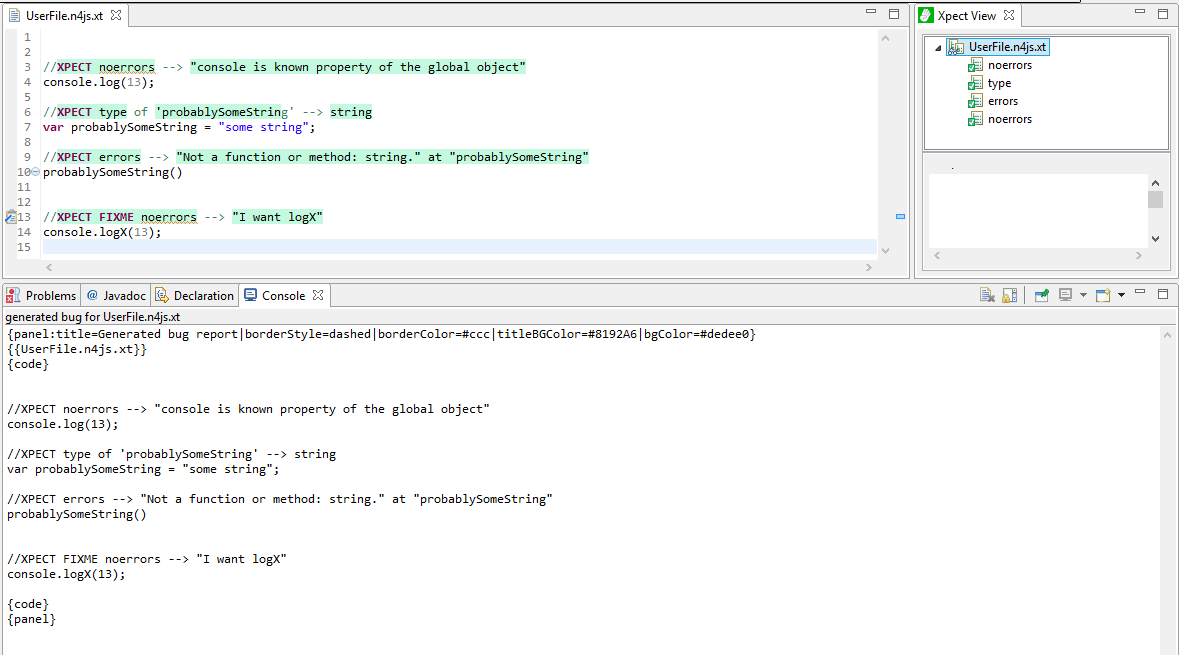 UserFile.n4js.xt
1
2
3 //XPECT noerrors --> "console is known property of the global object"
4 console.log(13);
5
6 //XPECT type of 'probablySomeString' --> string
7 var probablySomeString = "some string";
8
9 //XPECT errors --> "Not a function or method: string." at "probablySomeString"
10 probablySomeString()
11
12
13 //XPECT FIXME noerrors --> "I want logX"
14 console.logX(13);
15
Xpect View
UserFile.n4js.xt
noerrors
type
errors
noerrors
Problems @ Javadoc Declaration Console
generated bug for UserFile.n4js.xt
{panel:title=Generated bug report|borderStyle=dashed|borderColor=#ccc|titleBGColor=#8192A6|bgColor=#dedee0}
{{UserFile.n4js.xt}}
{code}
//XPECT noerrors --> "console is known property of the global object"
console.log(13);
//XPECT type of 'probablySomeString' --> string
var probablySomeString = "some string";
//XPECT errors --> "Not a function or method: string." at "probablySomeString"
probablySomeString()
//XPECT FIXME noerrors --> "I want logX"
console.logX(13);
{code}
{panel}